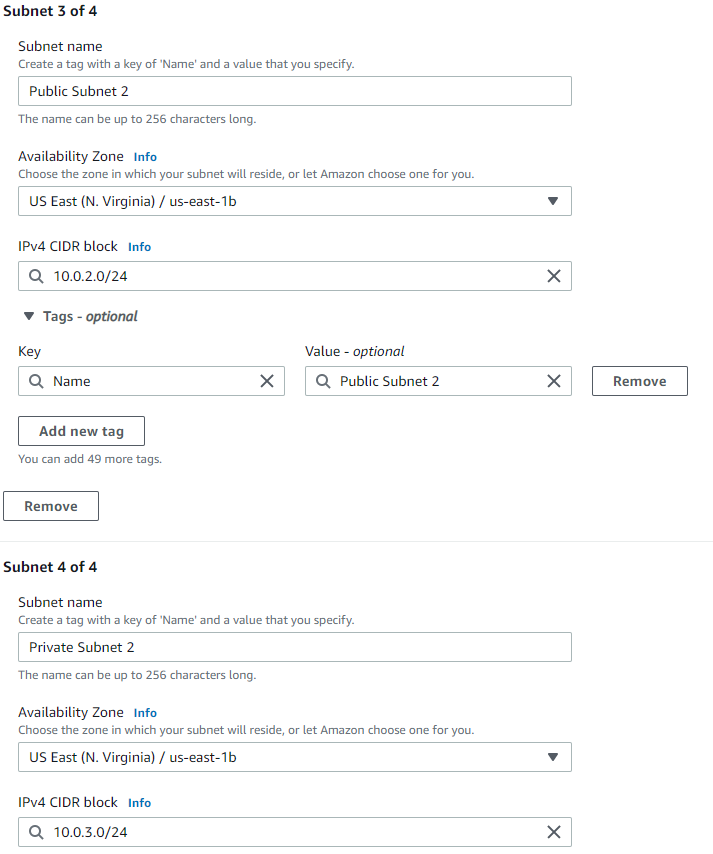 Subnet 3 of 4
Subnet name
Create a tag with a key of 'Name' and a value that you specify.
Public Subnet 2
The name can be up to 256 characters long.
Availability Zone Info
Choose the zone in which your subnet will reside, or let Amazon choose one for you.
US East (N. Virginia) / us-east-1b
IPv4 CIDR block Info
10.0.2.0/24
Tags - optional
Key Value - optional
Name Public Subnet 2 Remove
Add new tag
You can add 49 more tags.
Remove
Subnet 4 of 4
Subnet name
Create a tag with a key of 'Name' and a value that you specify.
Private Subnet 2
The name can be up to 256 characters long.
Availability Zone Info
Choose the zone in which your subnet will reside, or let Amazon choose one for you.
US East (N. Virginia) / us-east-1b
IPv4 CIDR block Info
10.0.3.0/24